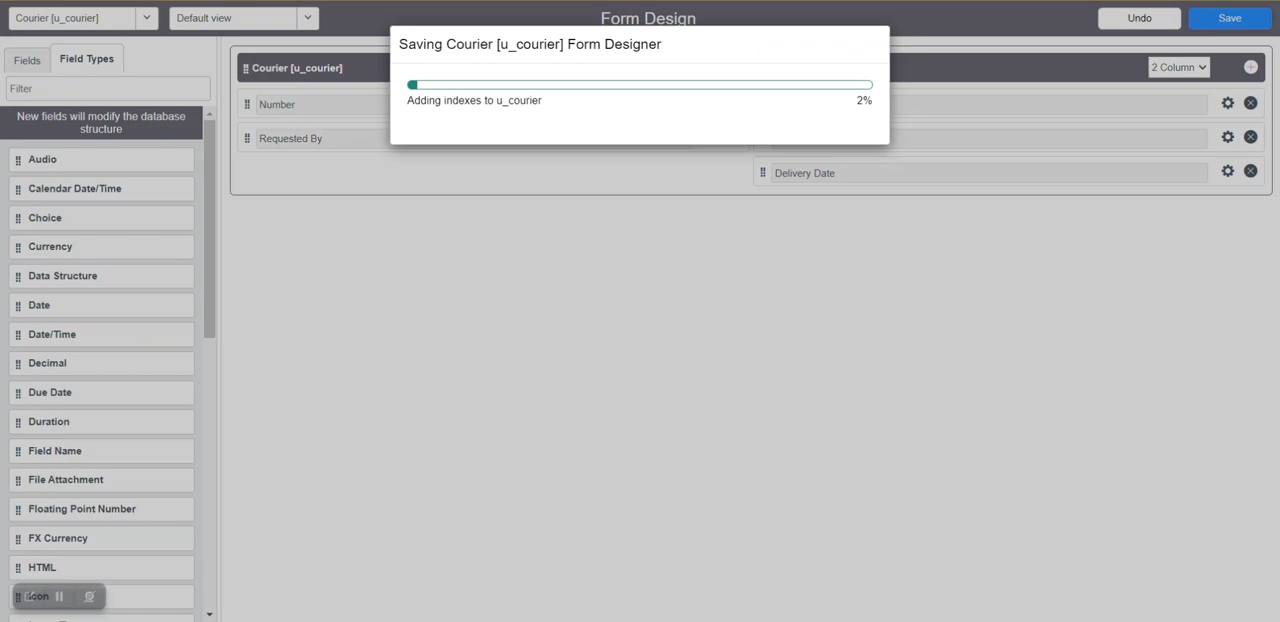 Courier [u_courier]
Default view
Form Design
Undo
Save
Saving Courier [u_courier] Form Designer
Adding indexes to u_courier
2%
Fields
Field Types
Filter
New fields will modify the database
structure
Audio
Calendar Date/Time
Choice
Currency
Data Structure
Date
Date/Time
Decimal
Due Date
Duration
Field Name
File Attachment
Floating Point Number
FX Currency
HTML
Icon
Courier [u_courier]
2 Column
Number
Requested By
Delivery Date